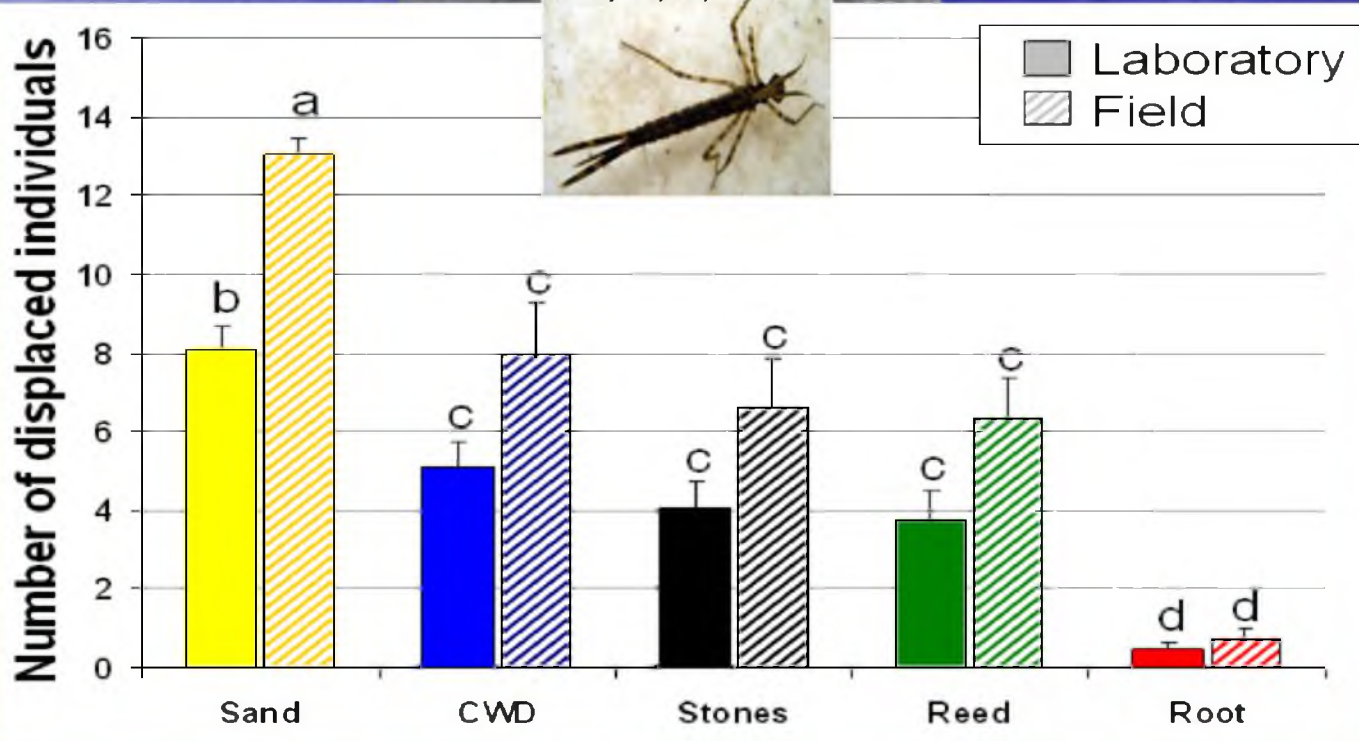 Number of displaced individuals
16
14
12
10
8
6
4
2
0
Laboratory
Field
b
a
c
c
c
c
c
c
d
d
Sand
CWD
Stones
Reed
Root